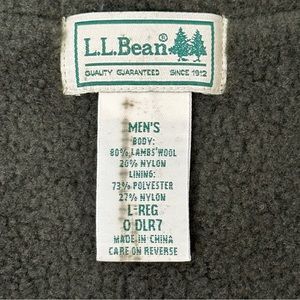 L.L.Bean®
QUALITY GUARANTEED SINCE 1912
MEN'S
BODY:
80% LAMBS' WOOL
20% NYLON
LINING:
73% POLYESTER
27% NYLON
L-REG
0 DLR7
MADE IN CHINA
CARE ON REVERSE